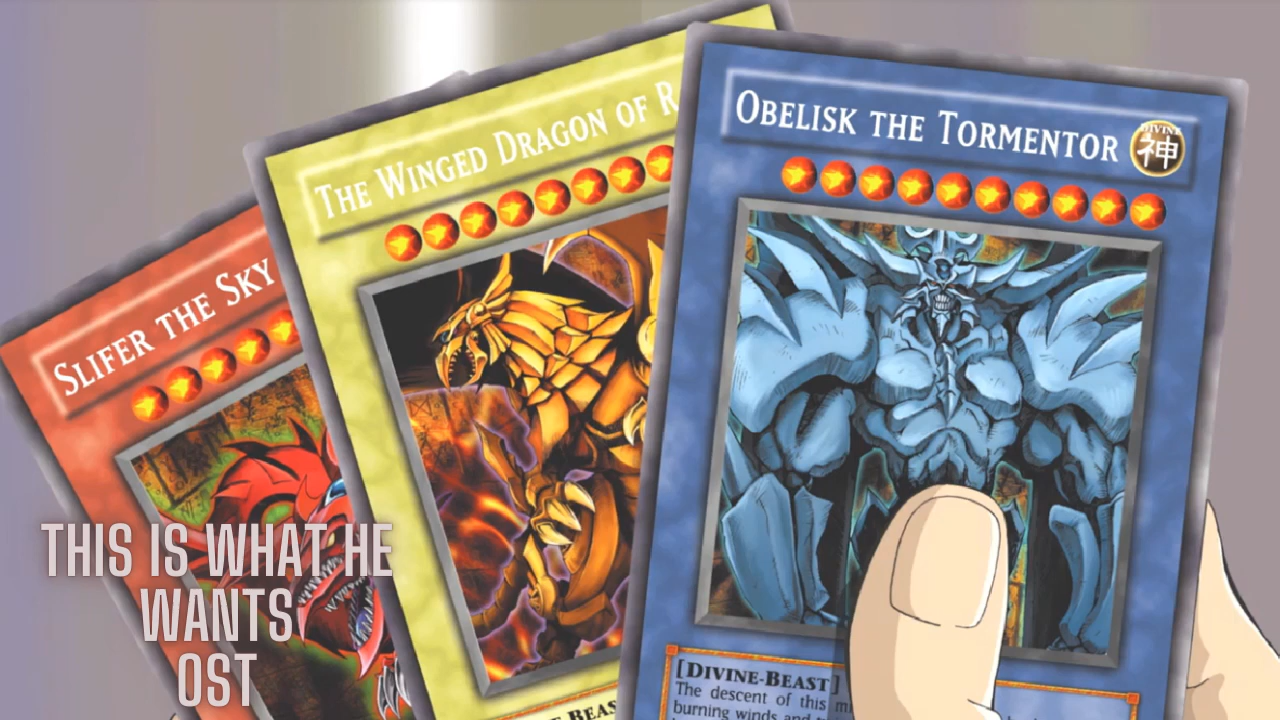 SLIFER THE SKY
THE WINGED DRAGON OF R
OBELISK THE TORMENTOR
DIVINE
神
[DIVINE-BEAST]
The descent of this
burning winds and
THIS IS WHAT HE
WANTS
OST